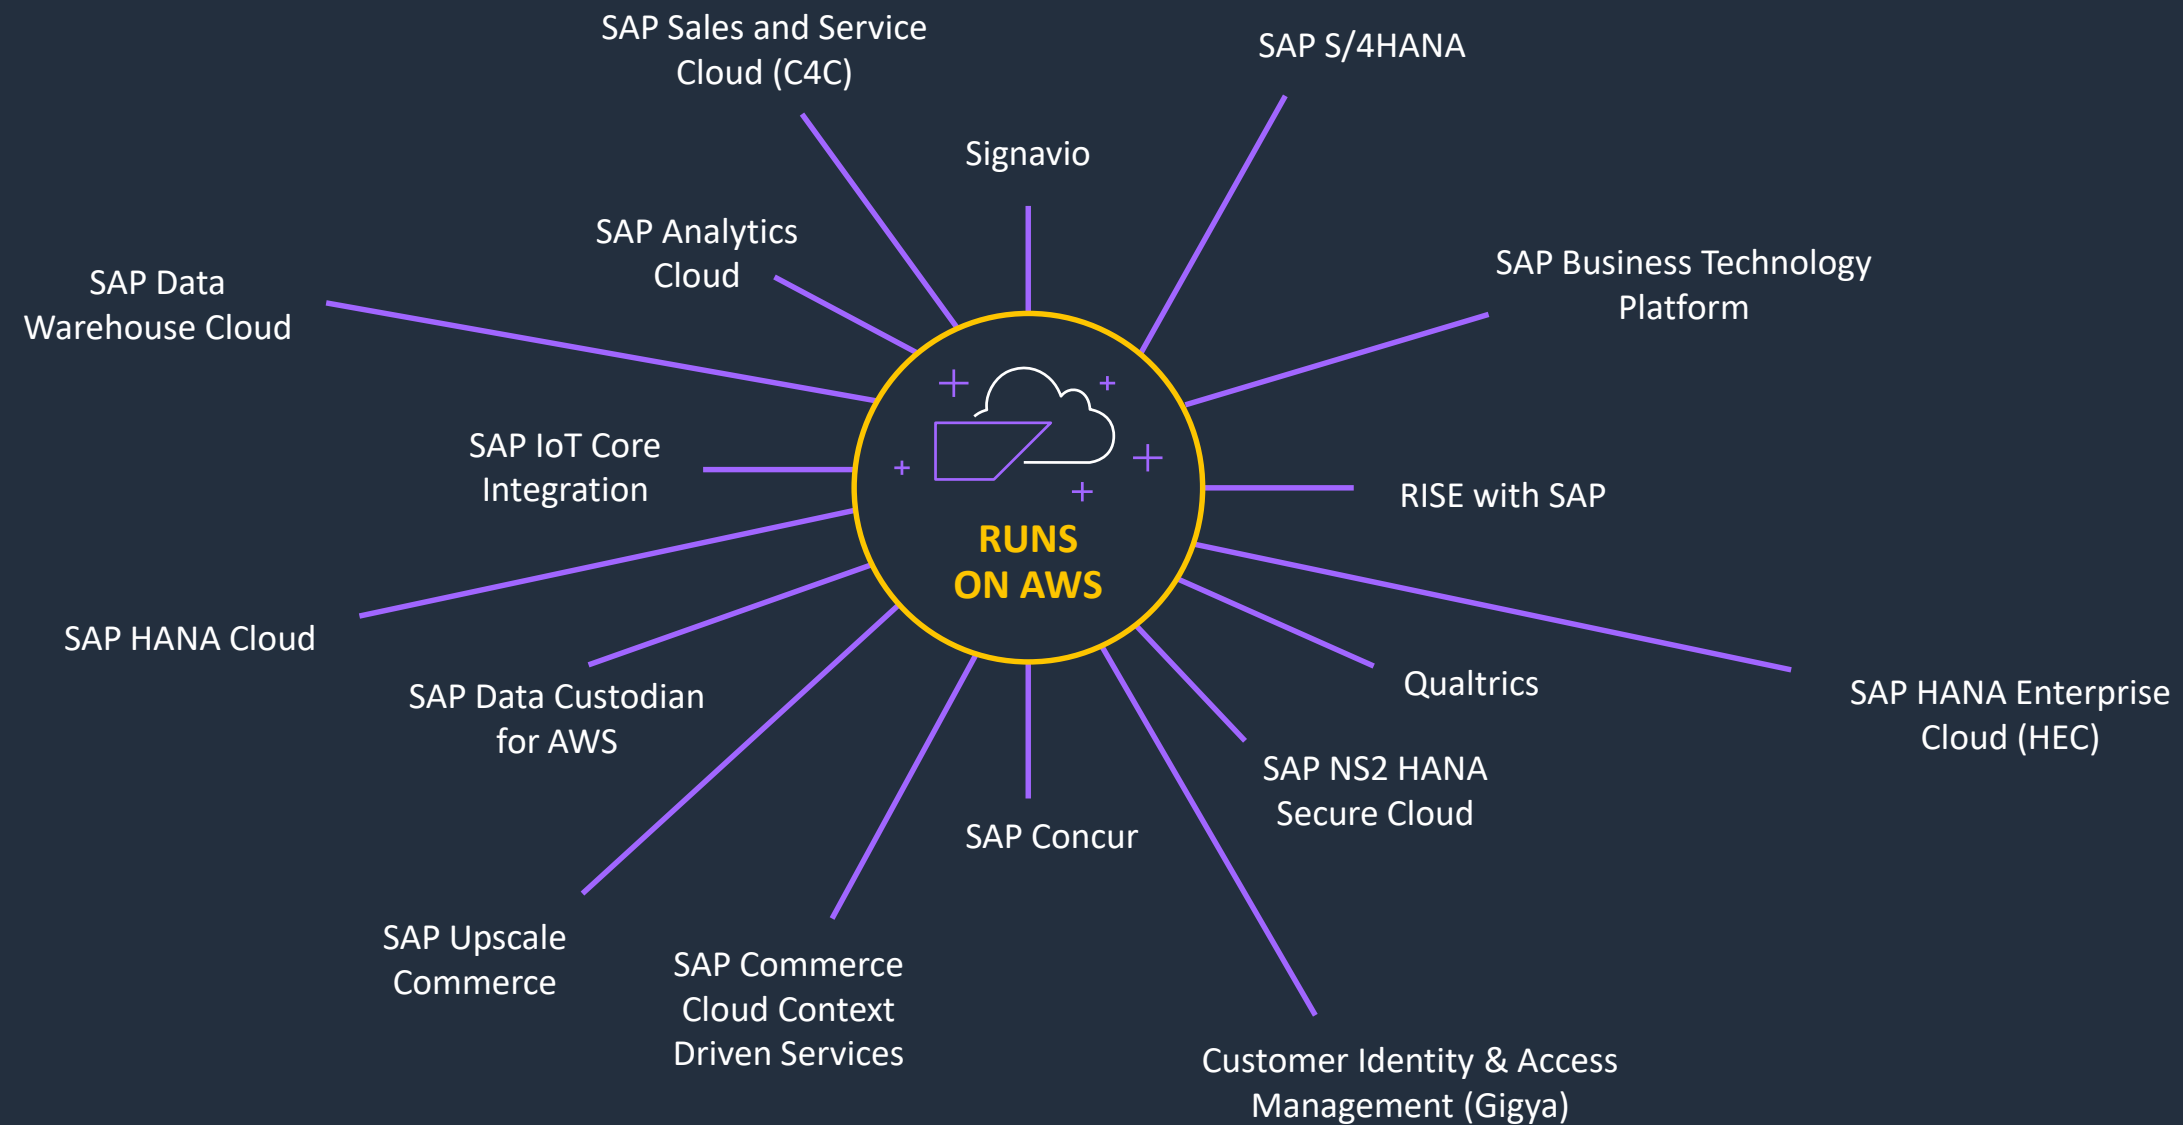 SAP Sales and Service
Cloud (C4C)
SAP S/4HANA
Signavio
SAP Analytics
Cloud
SAP Business Technology
Platform
SAP Data
Warehouse Cloud
SAP IoT Core
Integration
RISE with SAP
RUNS
ON AWS
SAP HANA Cloud
SAP Data Custodian
for AWS
Qualtrics
SAP HANA Enterprise
Cloud (HEC)
SAP NS2 HANA
Secure Cloud
SAP Concur
SAP Upscale
Commerce
SAP Commerce
Cloud Context
Driven Services
Customer Identity & Access
Management (Gigya)